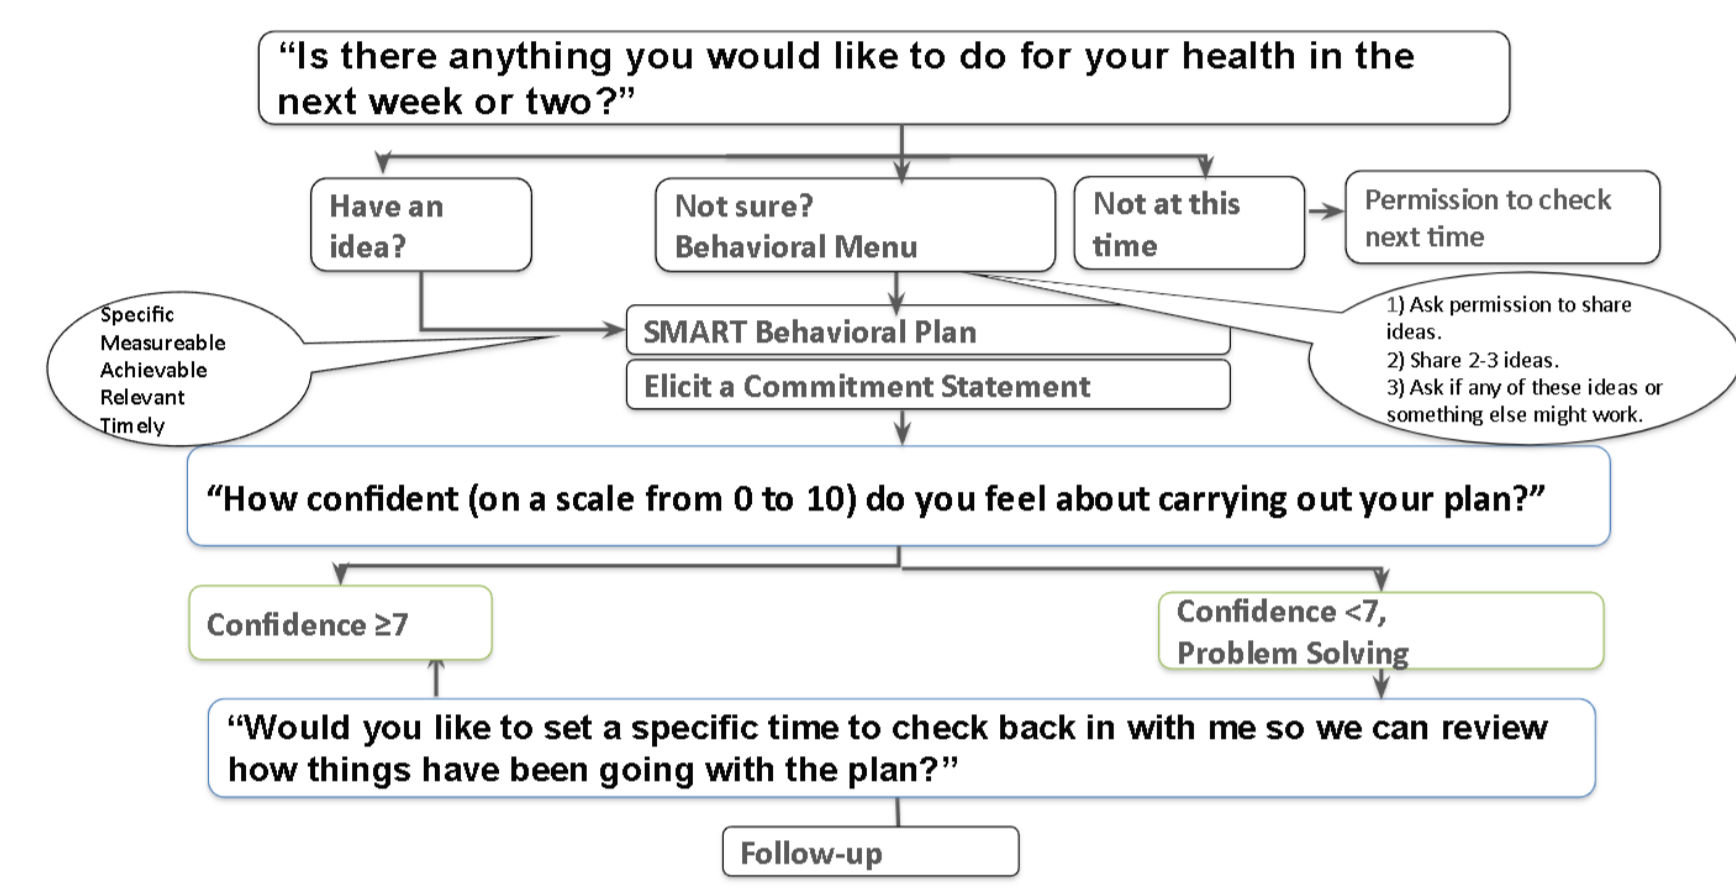 “Is there anything you would like to do for your health in the
next week or two?”
Have an
idea?
Not sure?
Behavioral Menu
Not at this
time
Permission to check
next time
Specific
Measureable
Achievable
Relevant
Timely
SMART Behavioral Plan
Elicit a Commitment Statement
1) Ask permission to share
ideas.
2) Share 2-3 ideas.
3) Ask if any of these ideas or
something else might work.
“How confident (on a scale from 0 to 10) do you feel about carrying out your plan?”
Confidence ≥7
Confidence <7,
Problem Solving
“Would you like to set a specific time to check back in with me so we can review
how things have been going with the plan?”
Follow-up